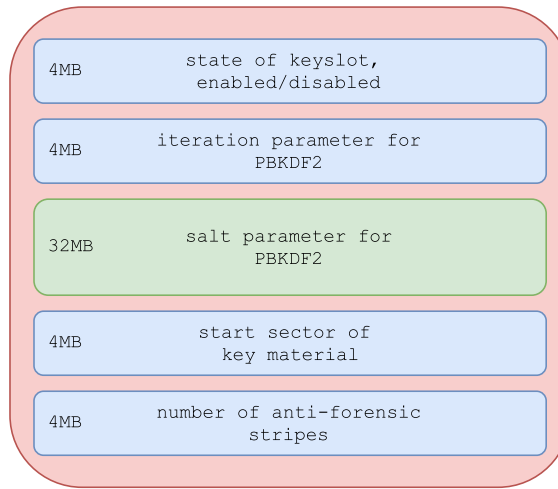 4MB
state of keyslot,
enabled/disabled
4MB
iteration parameter for
PBKDF2
32MB
salt parameter for
PBKDF2
4MB
start sector of
key material
4MB
number of anti-forensic
stripes